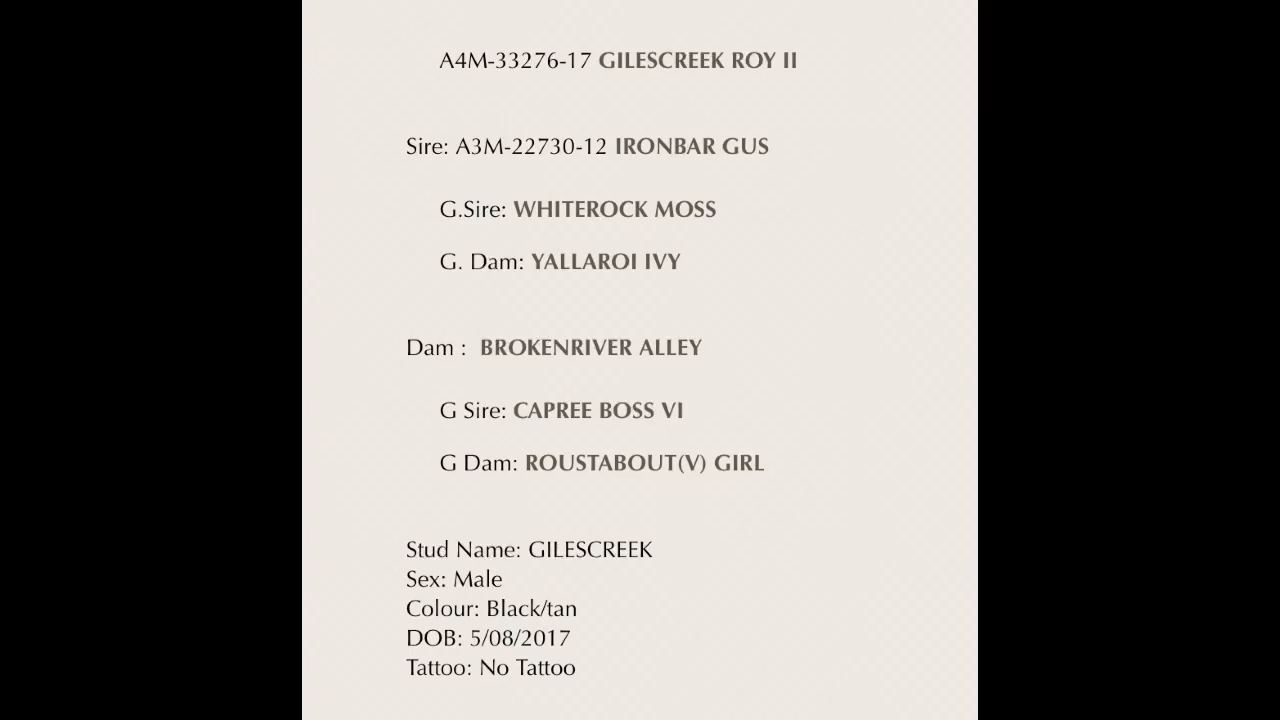 A4M-33276-17 GILESCREEK ROY II
Sire: A3M-22730-12 IRONBAR GUS
G.Sire: WHITEROCK MOSS
G. Dam: YALLAROI IVY
Dam : BROKENRIVER ALLEY
G Sire: CAPREE BOSS VI
G Dam: ROUSTABOUT(V) GIRL
Stud Name: GILESCREEK
Sex: Male
Colour: Black/tan
DOB: 5/08/2017
Tattoo: No Tattoo